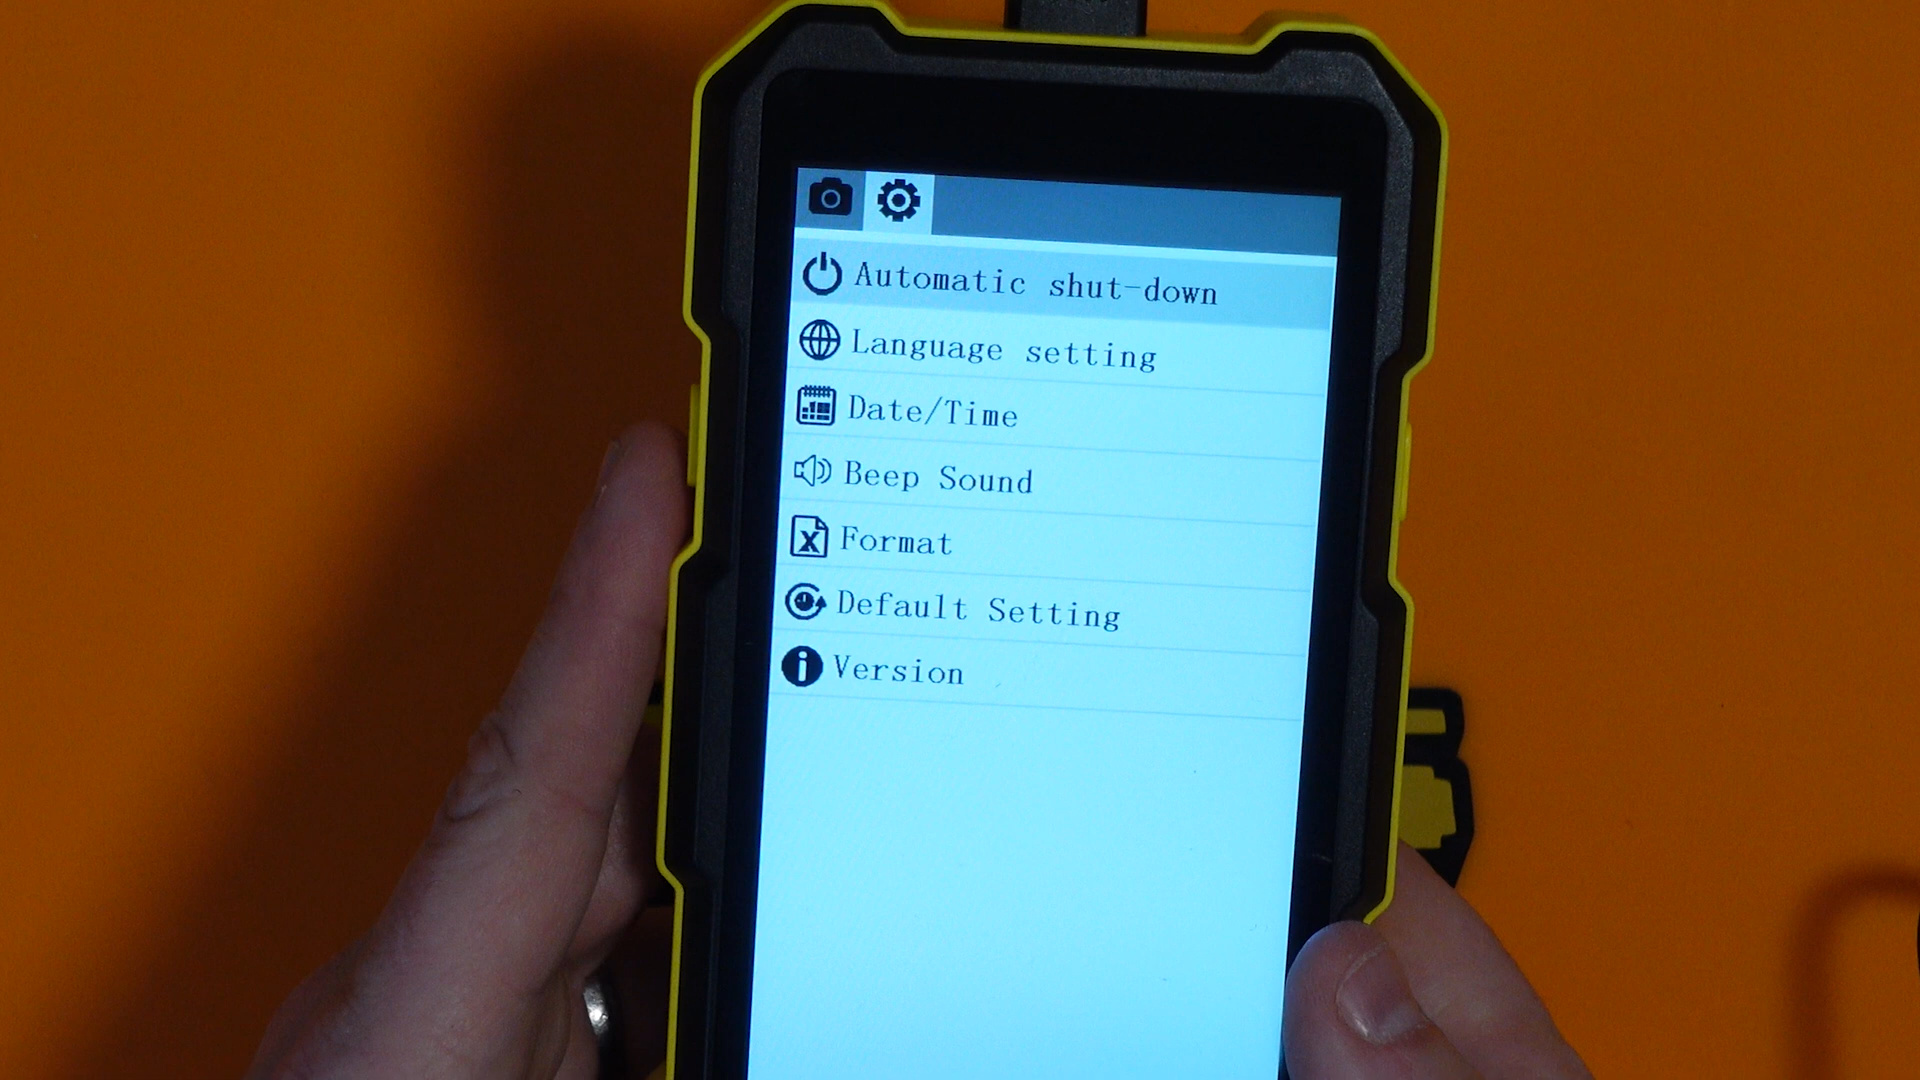 Automatic shut-down
Language setting
Date/Time
Beep Sound
Format
Default Setting
Version